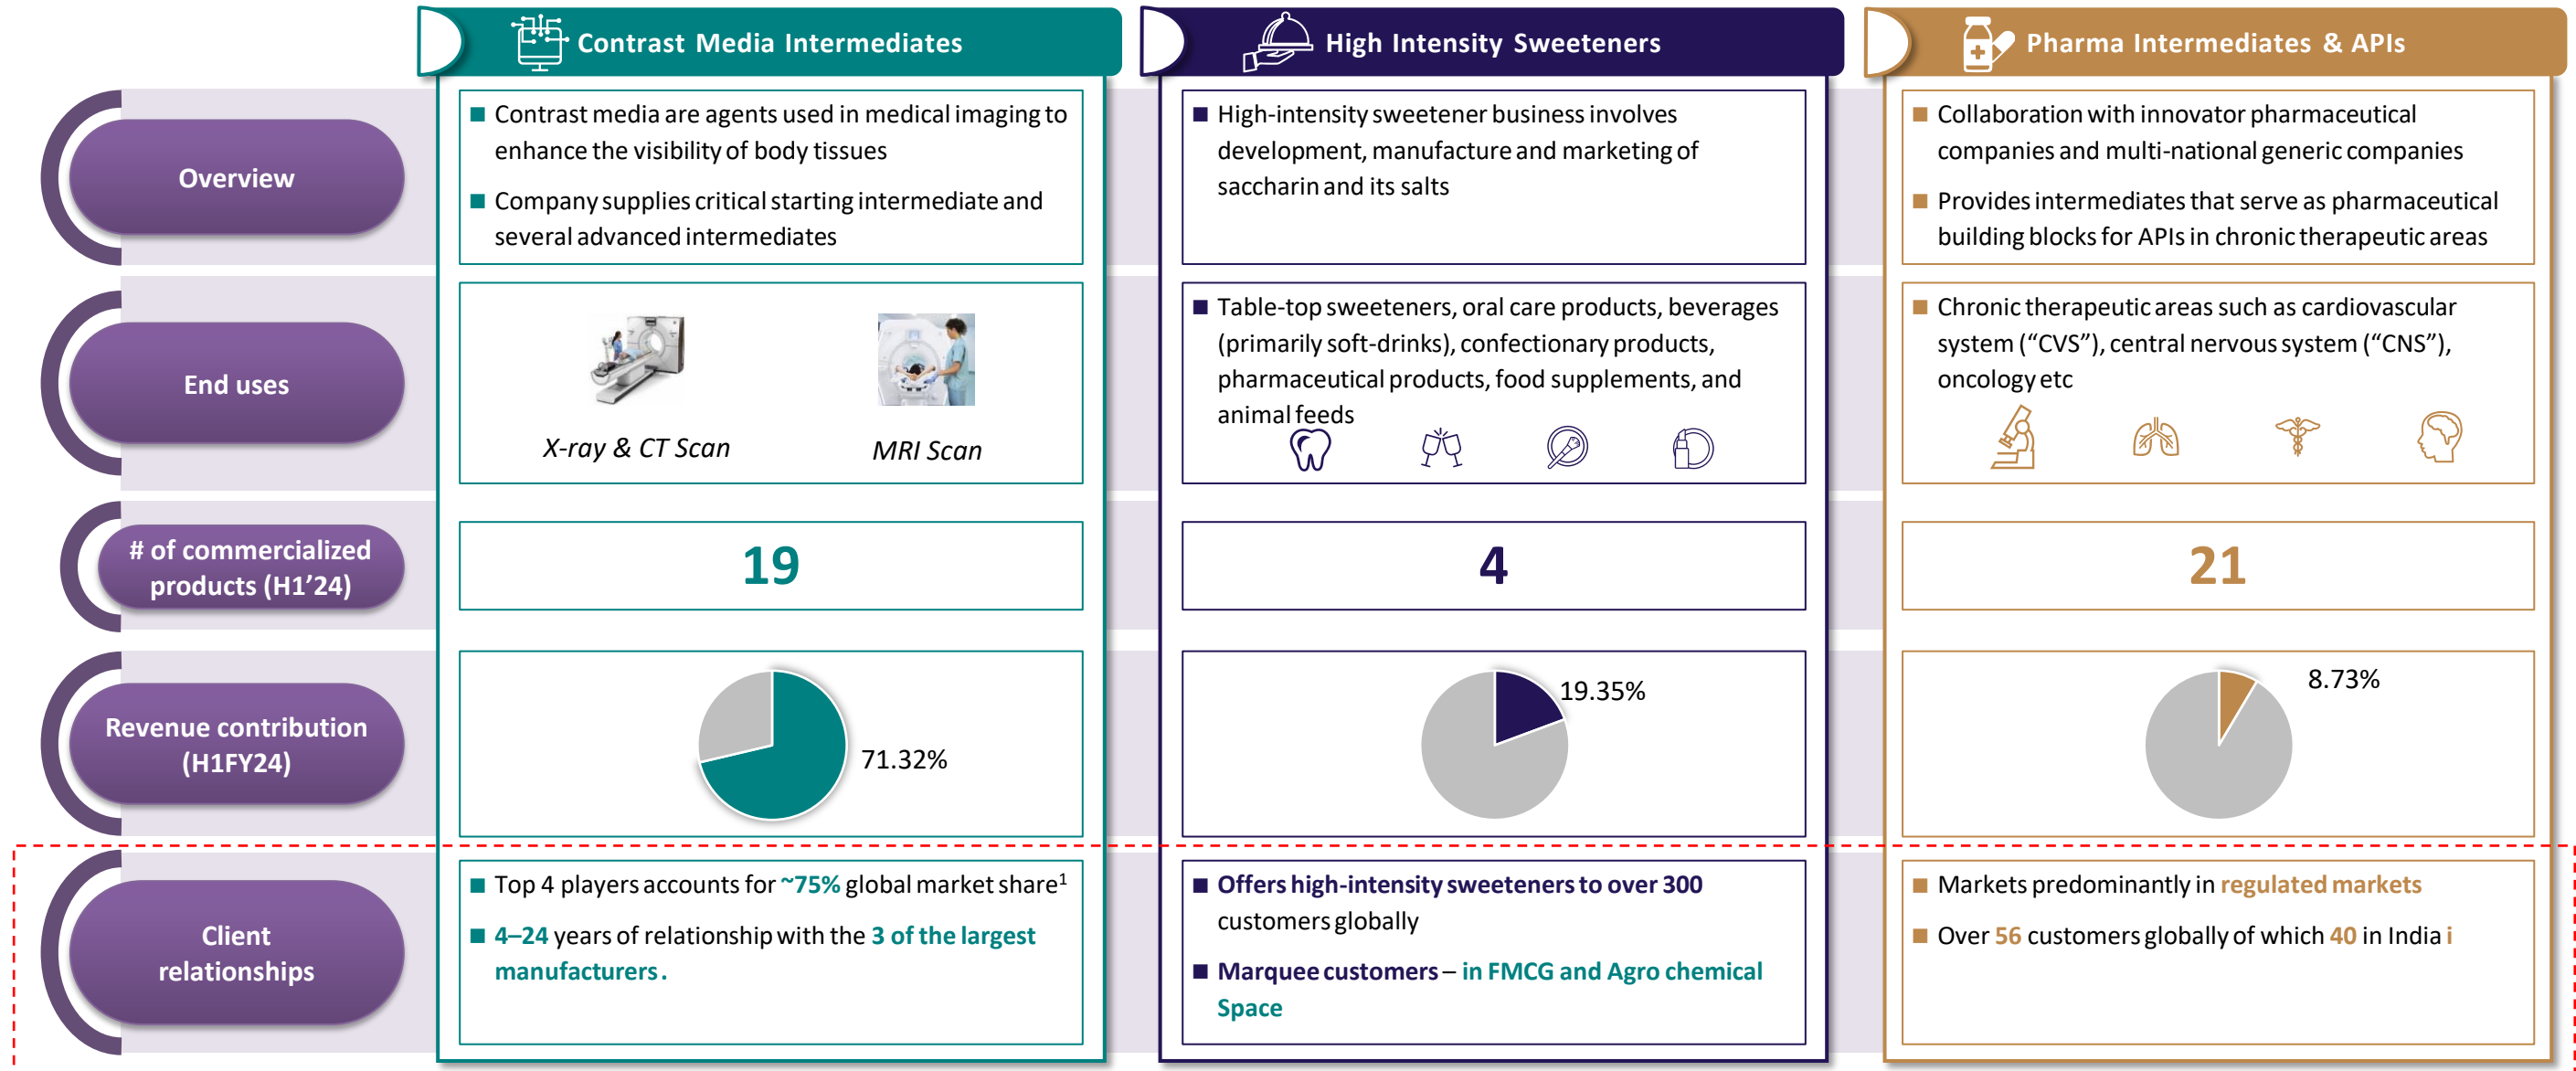 Contrast Media Intermediates
High Intensity Sweeteners
Pharma Intermediates & APIs
Overview
■ Contrast media are agents used in medical imaging to
enhance the visibility of body tissues
■ Company supplies critical starting intermediate and
several advanced intermediates
■ High-intensity sweetener business involves
development, manufacture and marketing of
saccharin and its salts
■ Collaboration with innovator pharmaceutical
companies and multi-national generic companies
■ Provides intermediates that serve as pharmaceutical
building blocks for APIs in chronic therapeutic areas
End uses
X-ray & CT Scan
MRI Scan
■ Table-top sweeteners, oral care products, beverages
(primarily soft-drinks), confectionary products,
pharmaceutical products, food supplements, and
animal feeds
■ Chronic therapeutic areas such as cardiovascular
system (“CVS”), central nervous system (“CNS”),
oncology etc
# of commercialized
products (H1’24)
19
4
21
Revenue contribution
(H1FY24)
71.32%
19.35%
8.73%
Client
relationships
■ Top 4 players accounts for ~75% global market share¹
■ 4–24 years of relationship with the 3 of the largest
manufacturers.
■ Offers high-intensity sweeteners to over 300
customers globally
■ Marquee customers – in FMCG and Agro chemical
Space
■ Markets predominantly in regulated markets
■ Over 56 customers globally of which 40 in India i